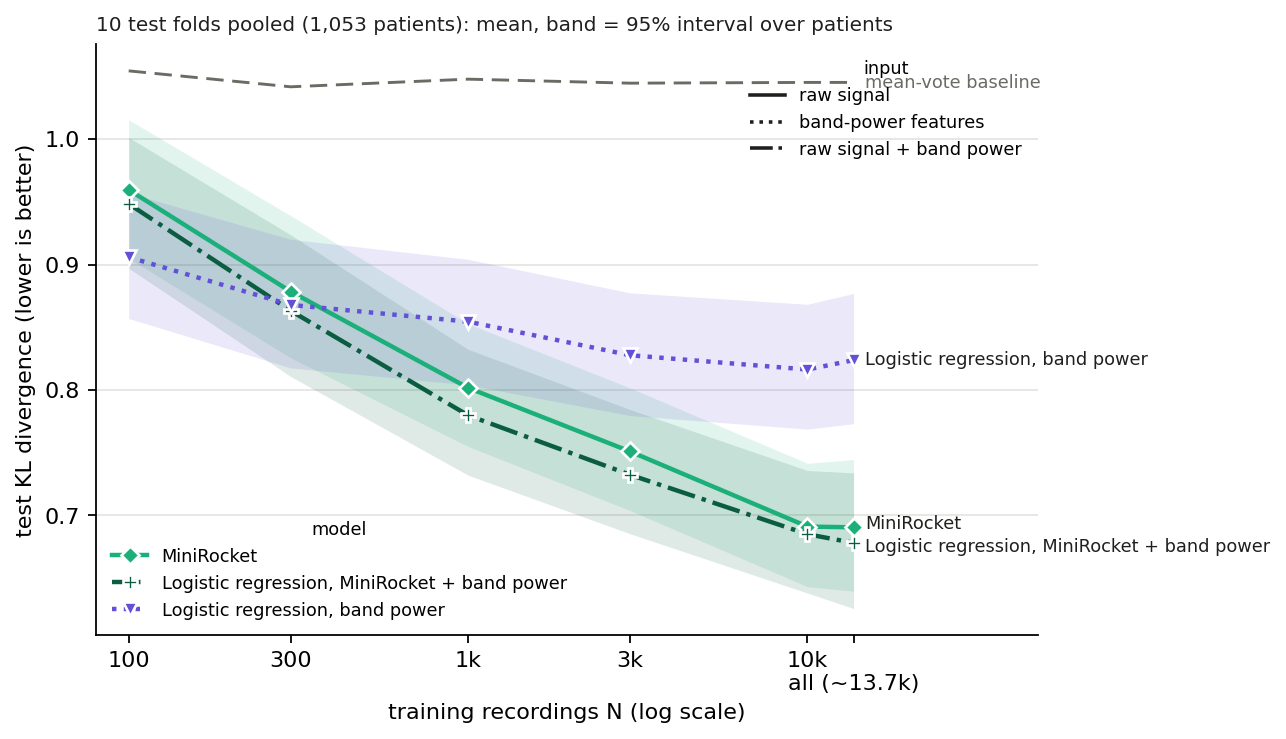 10 test folds pooled (1,053 patients): mean, band = 95% interval over patients
input
mean-vote baseline
raw signal
band-power features
raw signal + band power
test KL divergence (lower is better)
1.0
0.9
0.8
0.7
Logistic regression, band power
MiniRocket
Logistic regression, MiniRocket + band power
model
MiniRocket
Logistic regression, MiniRocket + band power
Logistic regression, band power
100
300
1k
3k
10k
all (~13.7k)
training recordings N (log scale)